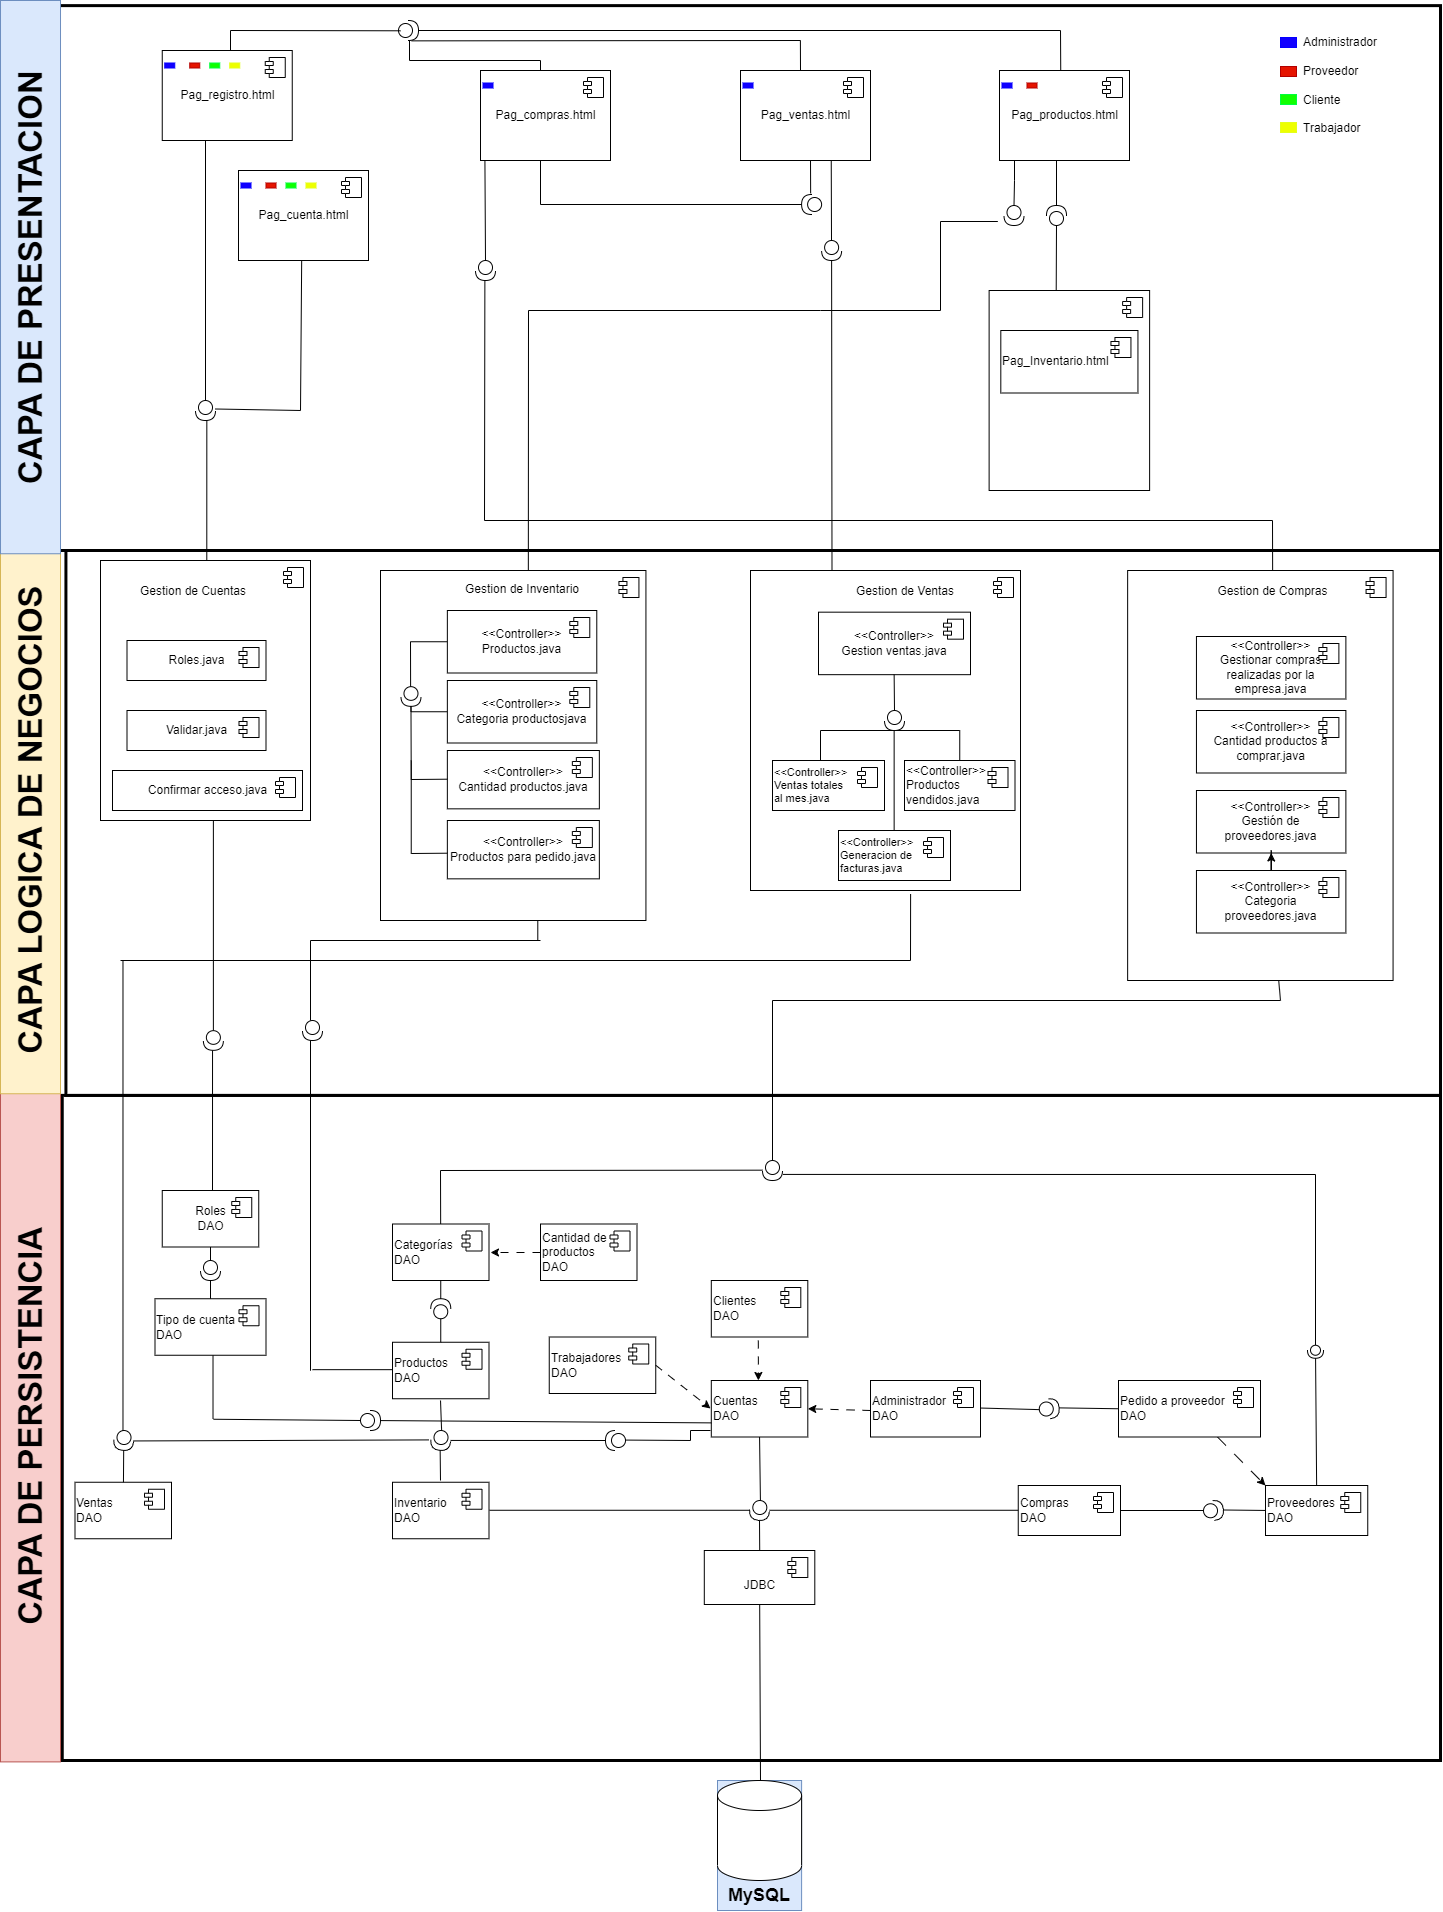 CAPA DE PRESENTACION
Administrador
Proveedor
Cliente
Trabajador
Pag_registro.html
Pag_compras.html
Pag_ventas.html
Pag_productos.html
Pag_cuenta.html
Pag_Inventario.html
CAPA LOGICA DE NEGOCIOS
Gestion de Cuentas
Roles.java
Validar.java
Confirmar acceso.java
Gestion de Inventario
<<Controller>>
Productos.java
<<Controller>>
Categoria productosjava
<<Controller>>
Cantidad productos.java
<<Controller>>
Productos para pedido.java
Gestion de Ventas
<<Controller>>
Gestion ventas.java
<<Controller>>
Ventas totales
al mes.java
<<Controller>>
Productos
vendidos.java
<<Controller>>
Generacion de
facturas.java
Gestion de Compras
<<Controller>>
Gestionar compras
realizadas por la
empresa.java
<<Controller>>
Cantidad productos a
comprar.java
<<Controller>>
Gestión de
proveedores.java
<<Controller>>
Categoria
proveedores.java
CAPA DE PERSISTENCIA
Roles
DAO
Categorías
DAO
Cantidad de
productos
DAO
Clientes
DAO
Tipo de cuenta
DAO
Productos
DAO
Trabajadores
DAO
Cuentas
DAO
Administrador
DAO
Pedido a proveedor
DAO
Ventas
DAO
Inventario
DAO
Compras
DAO
Proveedores
DAO
JDBC
MySQL